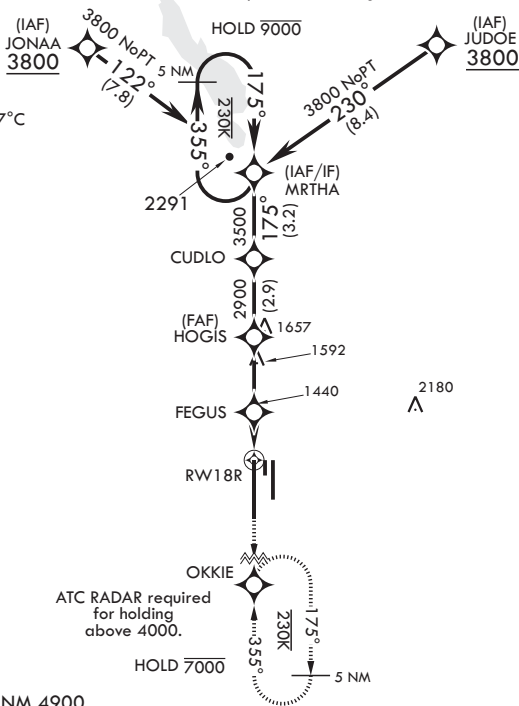 (IAF)
JONAA
3800
HOLD 9000
(IAF)
JUDOE
3800
3800 NoPT
122°
(7.8)
5 NM
3800 NoPT
230°
(8.4)
7°C
355°
230K
175°
2291
(IAF/IF)
MRTHA
3500
175°
(3.2)
CUDLO
2900
(2.9)
(FAF)
HOGIS
1657
1592
FEGUS
1440
2180
RW18R
OKKIE
ATC RADAR required
for holding
above 4000.
355°
230K
175°
HOLD 7000
5 NM
NM 4900